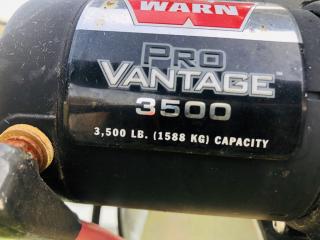 WARN
PRO
VANTAGE
3500
3,500 LB. (1588 KG) CAPACITY